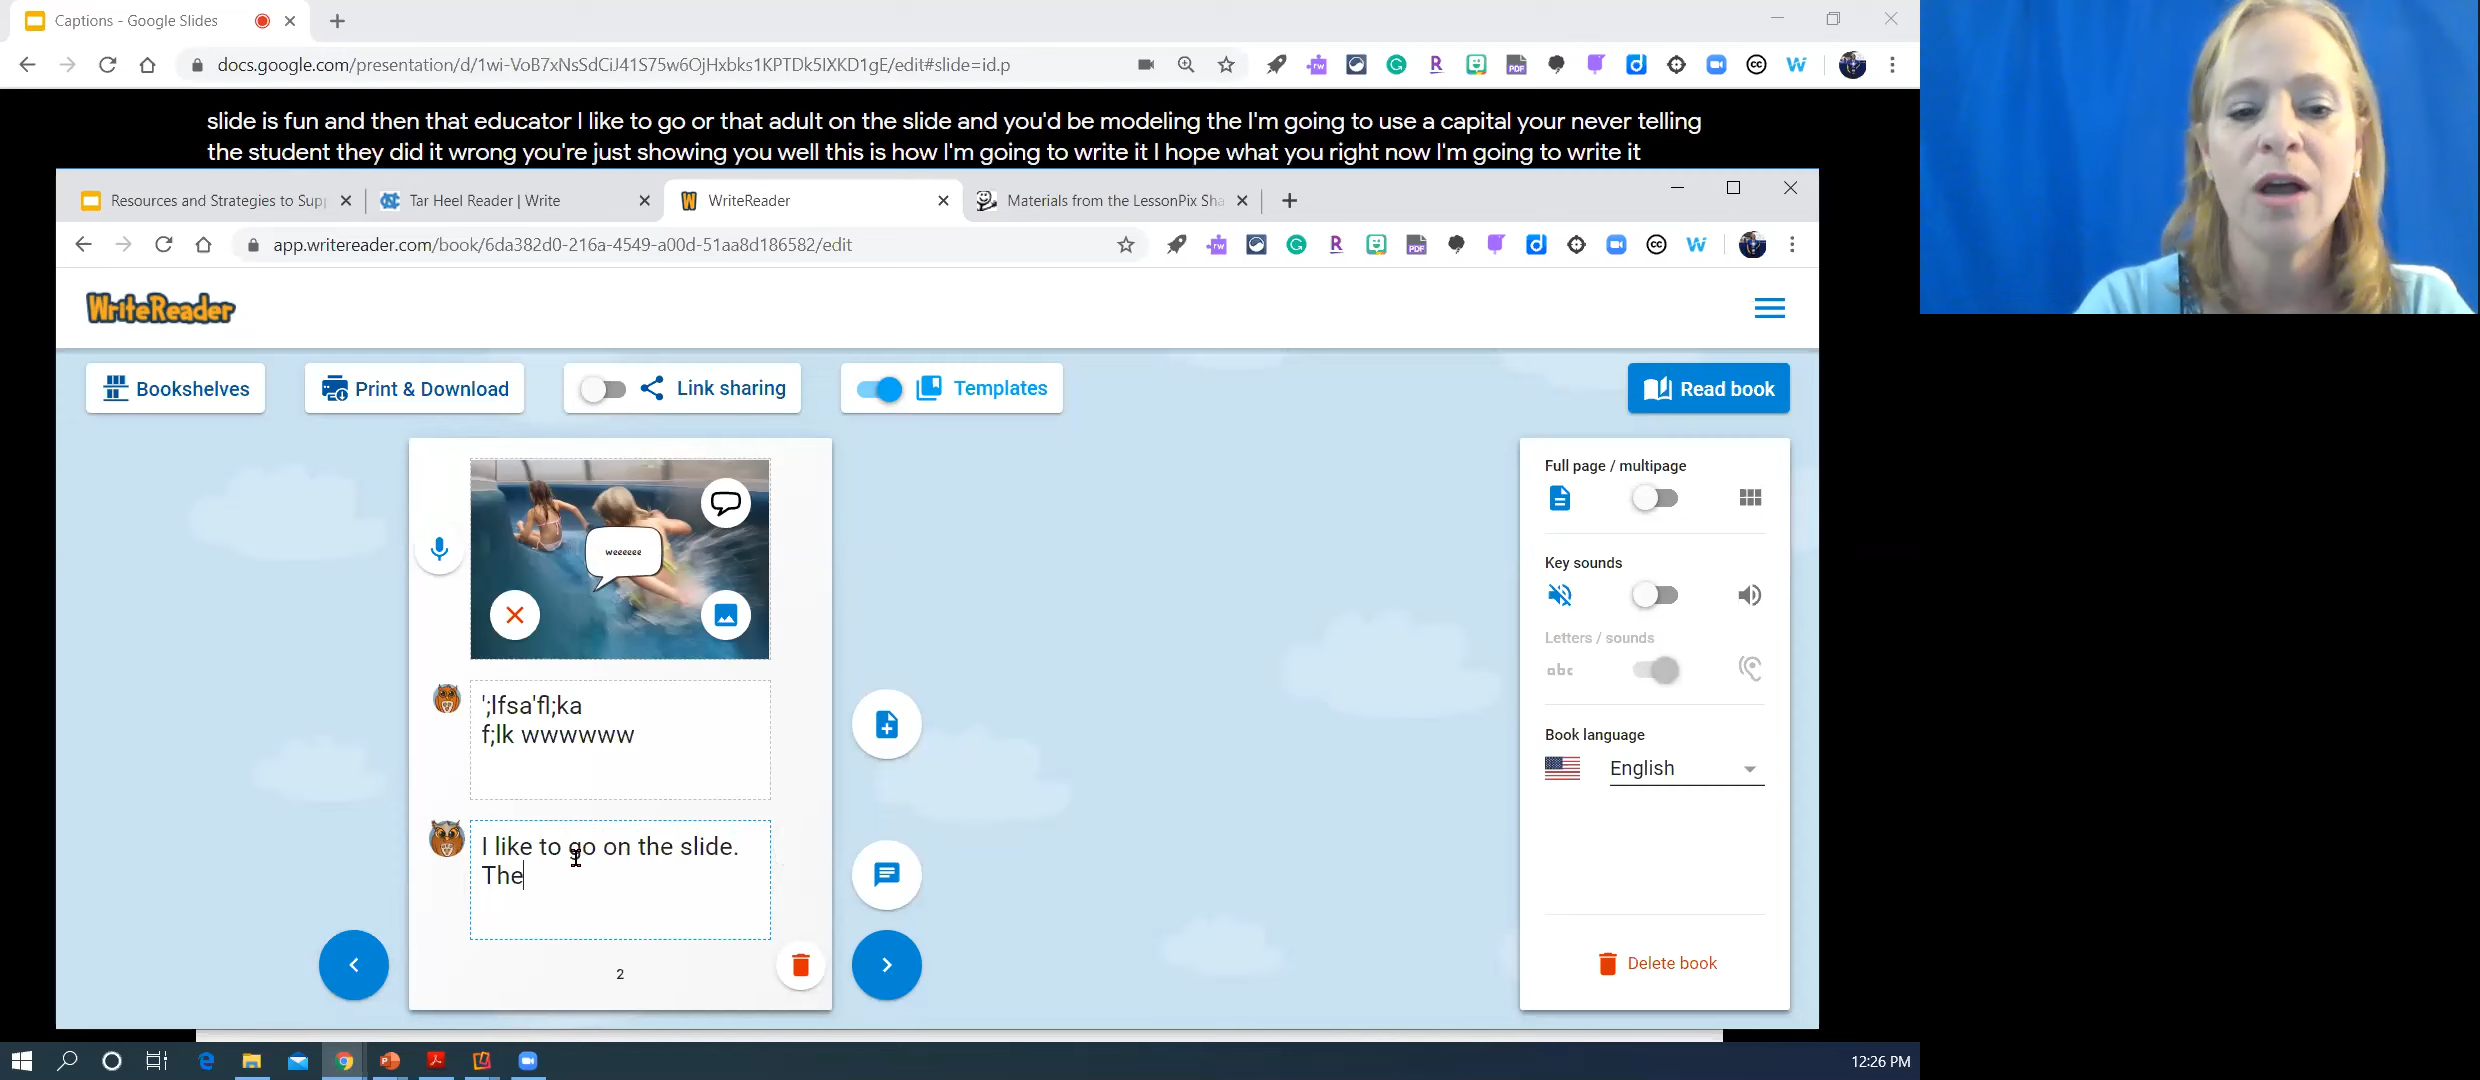 Captions - Google Slides
docs.google.com/presentation/d/1wi-VoB7xNsSdCiJ41S75w6OjHxbks1KPTDk5IXKD1gE/edit#slide=id.p
slide is fun and then that educator I like to go or that adult on the slide and you'd be modeling the I'm going to use a capital your never telling
the student they did it wrong you're just showing you well this is how I'm going to write it I hope what you right now I'm going to write it
Resources and Strategies to Sup
Tar Heel Reader | Write
WriteReader
Materials from the LessonPix Sha
app.writereader.com/book/6da382d0-216a-4549-a00d-51aa8d186582/edit
WriteReader
Bookshelves
Print & Download
Link sharing
Templates
Read book
weeeeee
';lfsa'fl;ka
f;lk wwwwww
I like to go on the slide.
The
2
Full page / multipage
Key sounds
Letters / sounds
abc
Book language
English
Delete book
12:26 PM